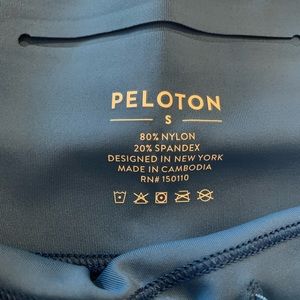 PELOTON
S
80% NYLON
20% SPANDEX
DESIGNED IN NEW YORK
MADE IN CAMBODIA
RN# 150110